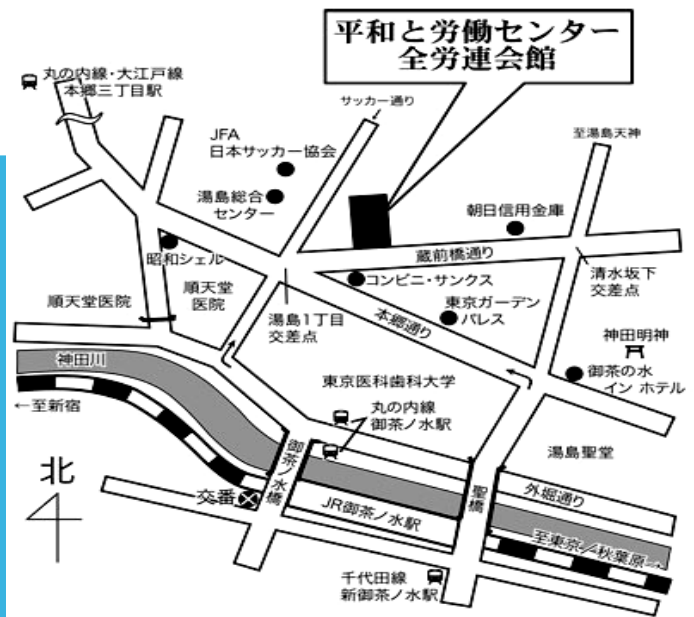 平和と労働センター
全労連会館
丸の内線・大江戸線
本郷三丁目駅
サッカー通り
JFA
日本サッカー協会
至湯島天神
湯島総合
センター
朝日信用金庫
昭和シェル
蔵前橋通り
コンビニ・サンクス
清水坂下
交差点
順天堂医院
順天堂
医院
湯島1丁目
交差点
本郷通り
東京ガーデン
パレス
神田明神
神田川
東京医科歯科大学
御茶の水
イン ホテル
←至新宿
丸の内線
御茶ノ水駅
湯島聖堂
北
御茶ノ水橋
交番
JR御茶ノ水駅
聖橋
外堀通り
至東京/秋葉原→
千代田線
新御茶ノ水駅